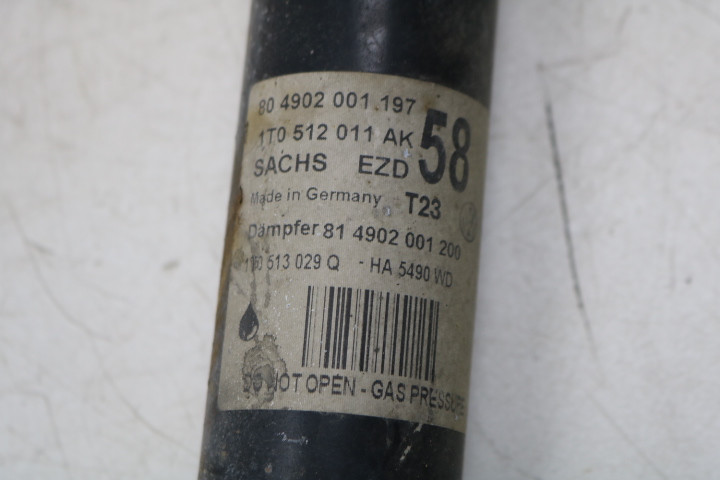 80 4902 001.197
1T0 512 011 AK 58
SACHS EZD
Made in Germany T23
Dämpfer 81 4902 001 200
513 029 Q - HA 5490 WD
DO NOT OPEN - GAS PRESSURE